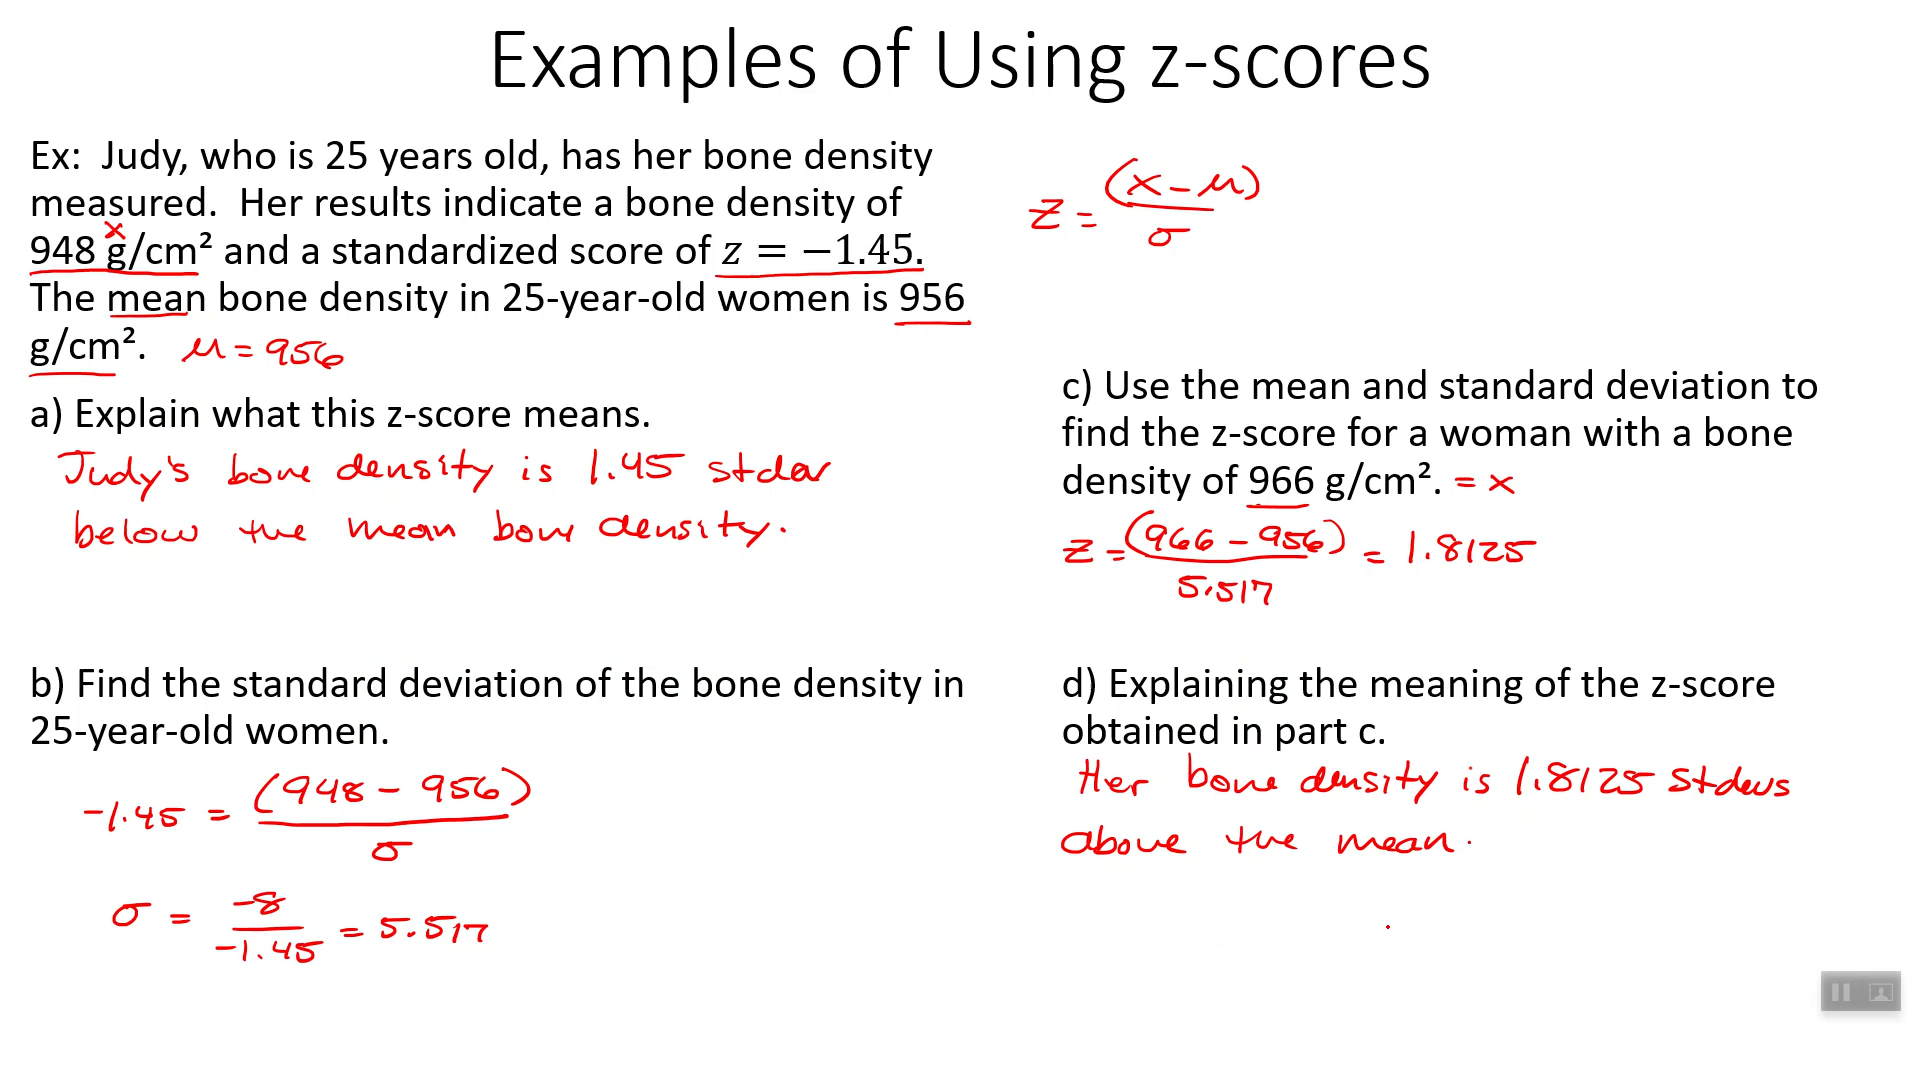 Examples of Using z-scores
Ex: Judy, who is 25 years old, has her bone density
measured. Her results indicate a bone density of
x
948 g/cm² and a standardized score of z = −1.45.
The mean bone density in 25-year-old women is 956
g/cm². μ = 956
a) Explain what this z-score means.
Judy's bone density is 1.45 stdev
below the mean bone density.
b) Find the standard deviation of the bone density in
25-year-old women.
-1.45 = (948 - 956)
σ
σ = -8
-1.45 = 5.517
z = (x - μ)
σ
c) Use the mean and standard deviation to
find the z-score for a woman with a bone
density of 966 g/cm². = x
z = (966 - 956) = 1.8125
5.517
d) Explaining the meaning of the z-score
obtained in part c.
Her bone density is 1.8125 stdevs
above the mean.